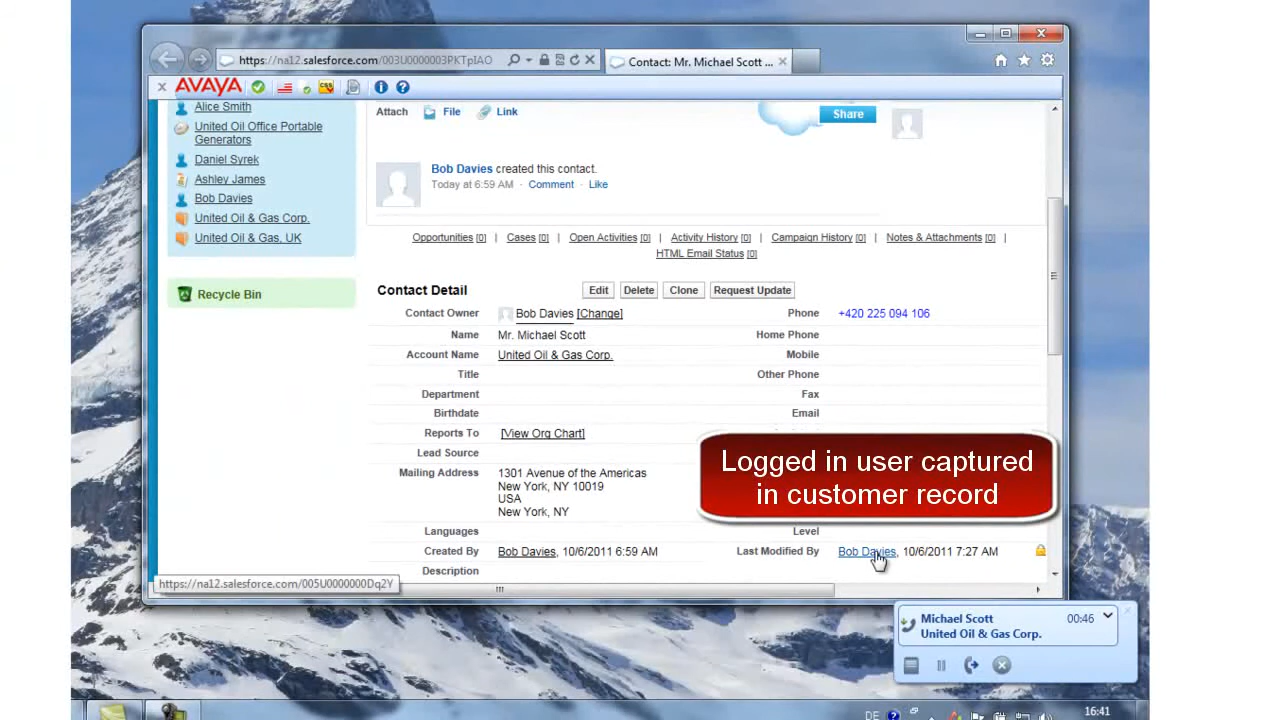 https://na12.salesforce.com/003U0000003PKTpIAO
Contact: Mr. Michael Scott ...
AVAYA
Alice Smith
United Oil Office Portable
Generators
Daniel Syrek
Ashley James
Bob Davies
United Oil & Gas Corp.
United Oil & Gas, UK
Recycle Bin
Attach File Link
Share
Bob Davies created this contact.
Today at 6:59 AM · Comment · Like
Opportunities [0] | Cases [0] | Open Activities [0] | Activity History [0] | Campaign History [0] | Notes & Attachments [0] |
HTML Email Status [0]
Contact Detail Edit Delete Clone Request Update
Contact Owner Bob Davies [Change] Phone +420 225 094 106
Name Mr. Michael Scott Home Phone
Account Name United Oil & Gas Corp. Mobile
Title Other Phone
Department Fax
Birthdate Email
Reports To [View Org Chart]
Lead Source
Mailing Address 1301 Avenue of the Americas
New York, NY 10019
USA
New York, NY
Logged in user captured
in customer record
Languages Level
Created By Bob Davies, 10/6/2011 6:59 AM Last Modified By Bob Davies, 10/6/2011 7:27 AM
Description
https://na12.salesforce.com/005U0000000Dq2Y
Michael Scott 00:46
United Oil & Gas Corp.
DE
16:41